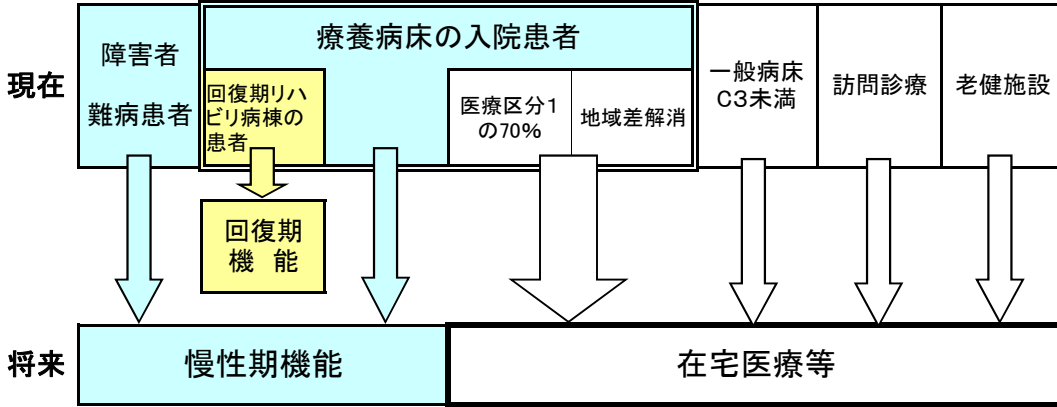 現在
障害者
難病患者
療養病床の入院患者
回復期リハ
ビリ病棟の
患者
医療区分1
の70%
地域差解消
一般病床
C3未満
訪問診療
老健施設
回復期
機 能
将来
慢性期機能
在宅医療等